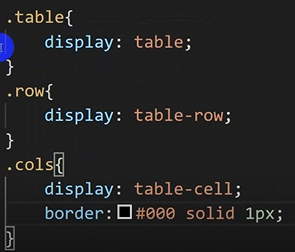 .table{
    display: table;
}
.row{
    display: table-row;
}
.cols{
    display: table-cell;
    border: #000 solid 1px;
}